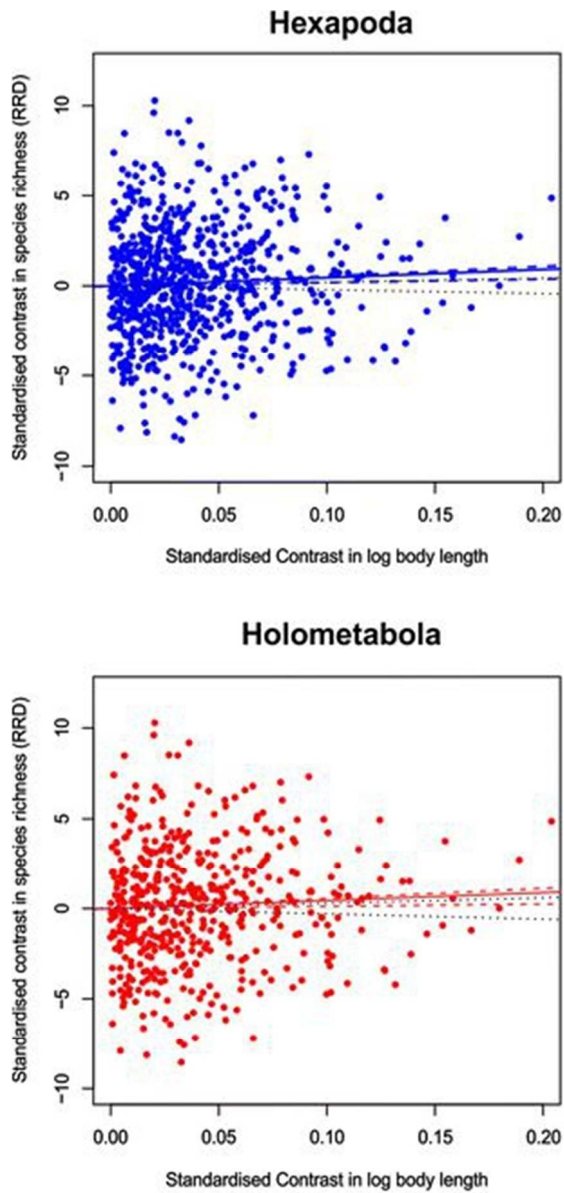 Hexapoda
Standardised contrast in species richness (RRD)
10
5
0
−5
−10
0.00 0.05 0.10 0.15 0.20
Standardised Contrast in log body length
Holometabola
Standardised contrast in species richness (RRD)
10
5
0
−5
−10
0.00 0.05 0.10 0.15 0.20
Standardised Contrast in log body length